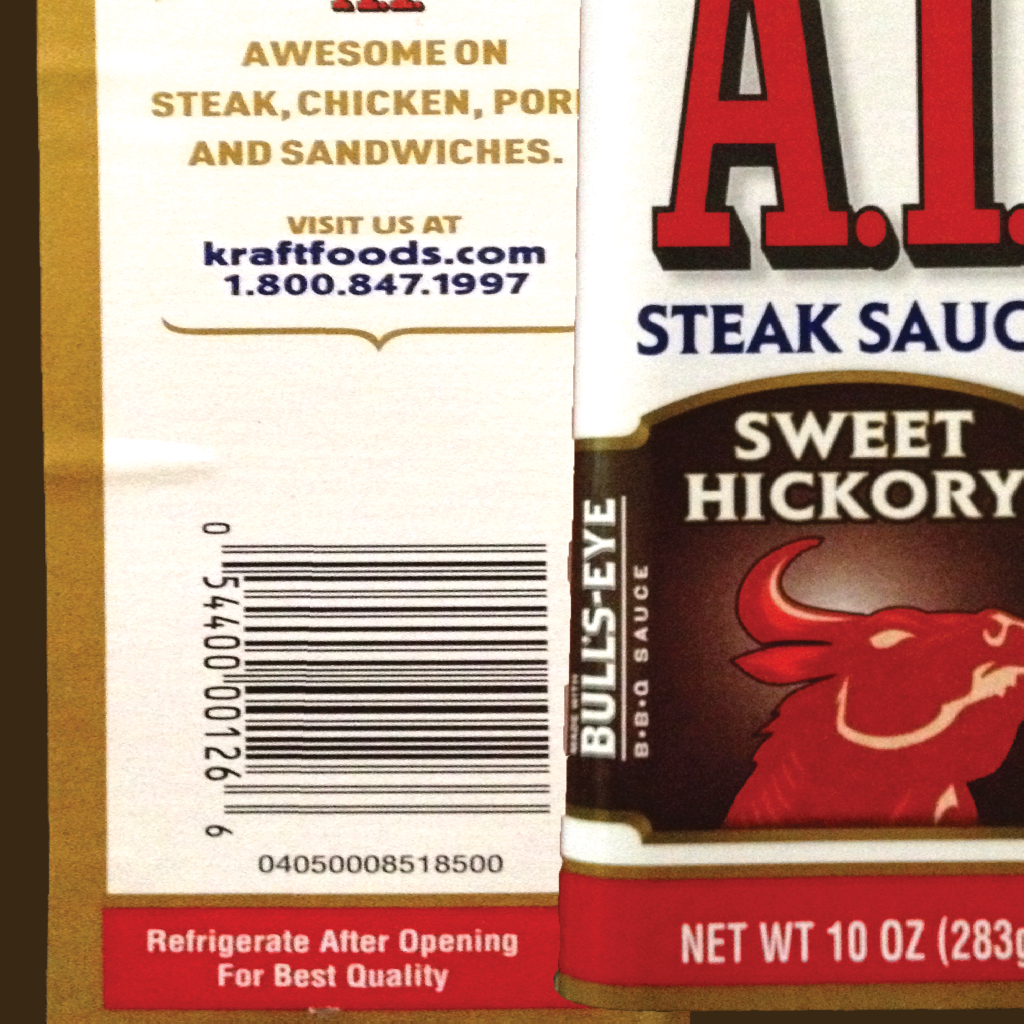 AWESOME ON
STEAK, CHICKEN, POR
AND SANDWICHES.
VISIT US AT
kraftfoods.com
1.800.847.1997
0 54400 00126 6
04050008518500
Refrigerate After Opening
For Best Quality
A.1.
STEAK SAUC
SWEET
HICKORY
MADE WITH
BULL'S-EYE
B•B•Q SAUCE
NET WT 10 OZ (283g